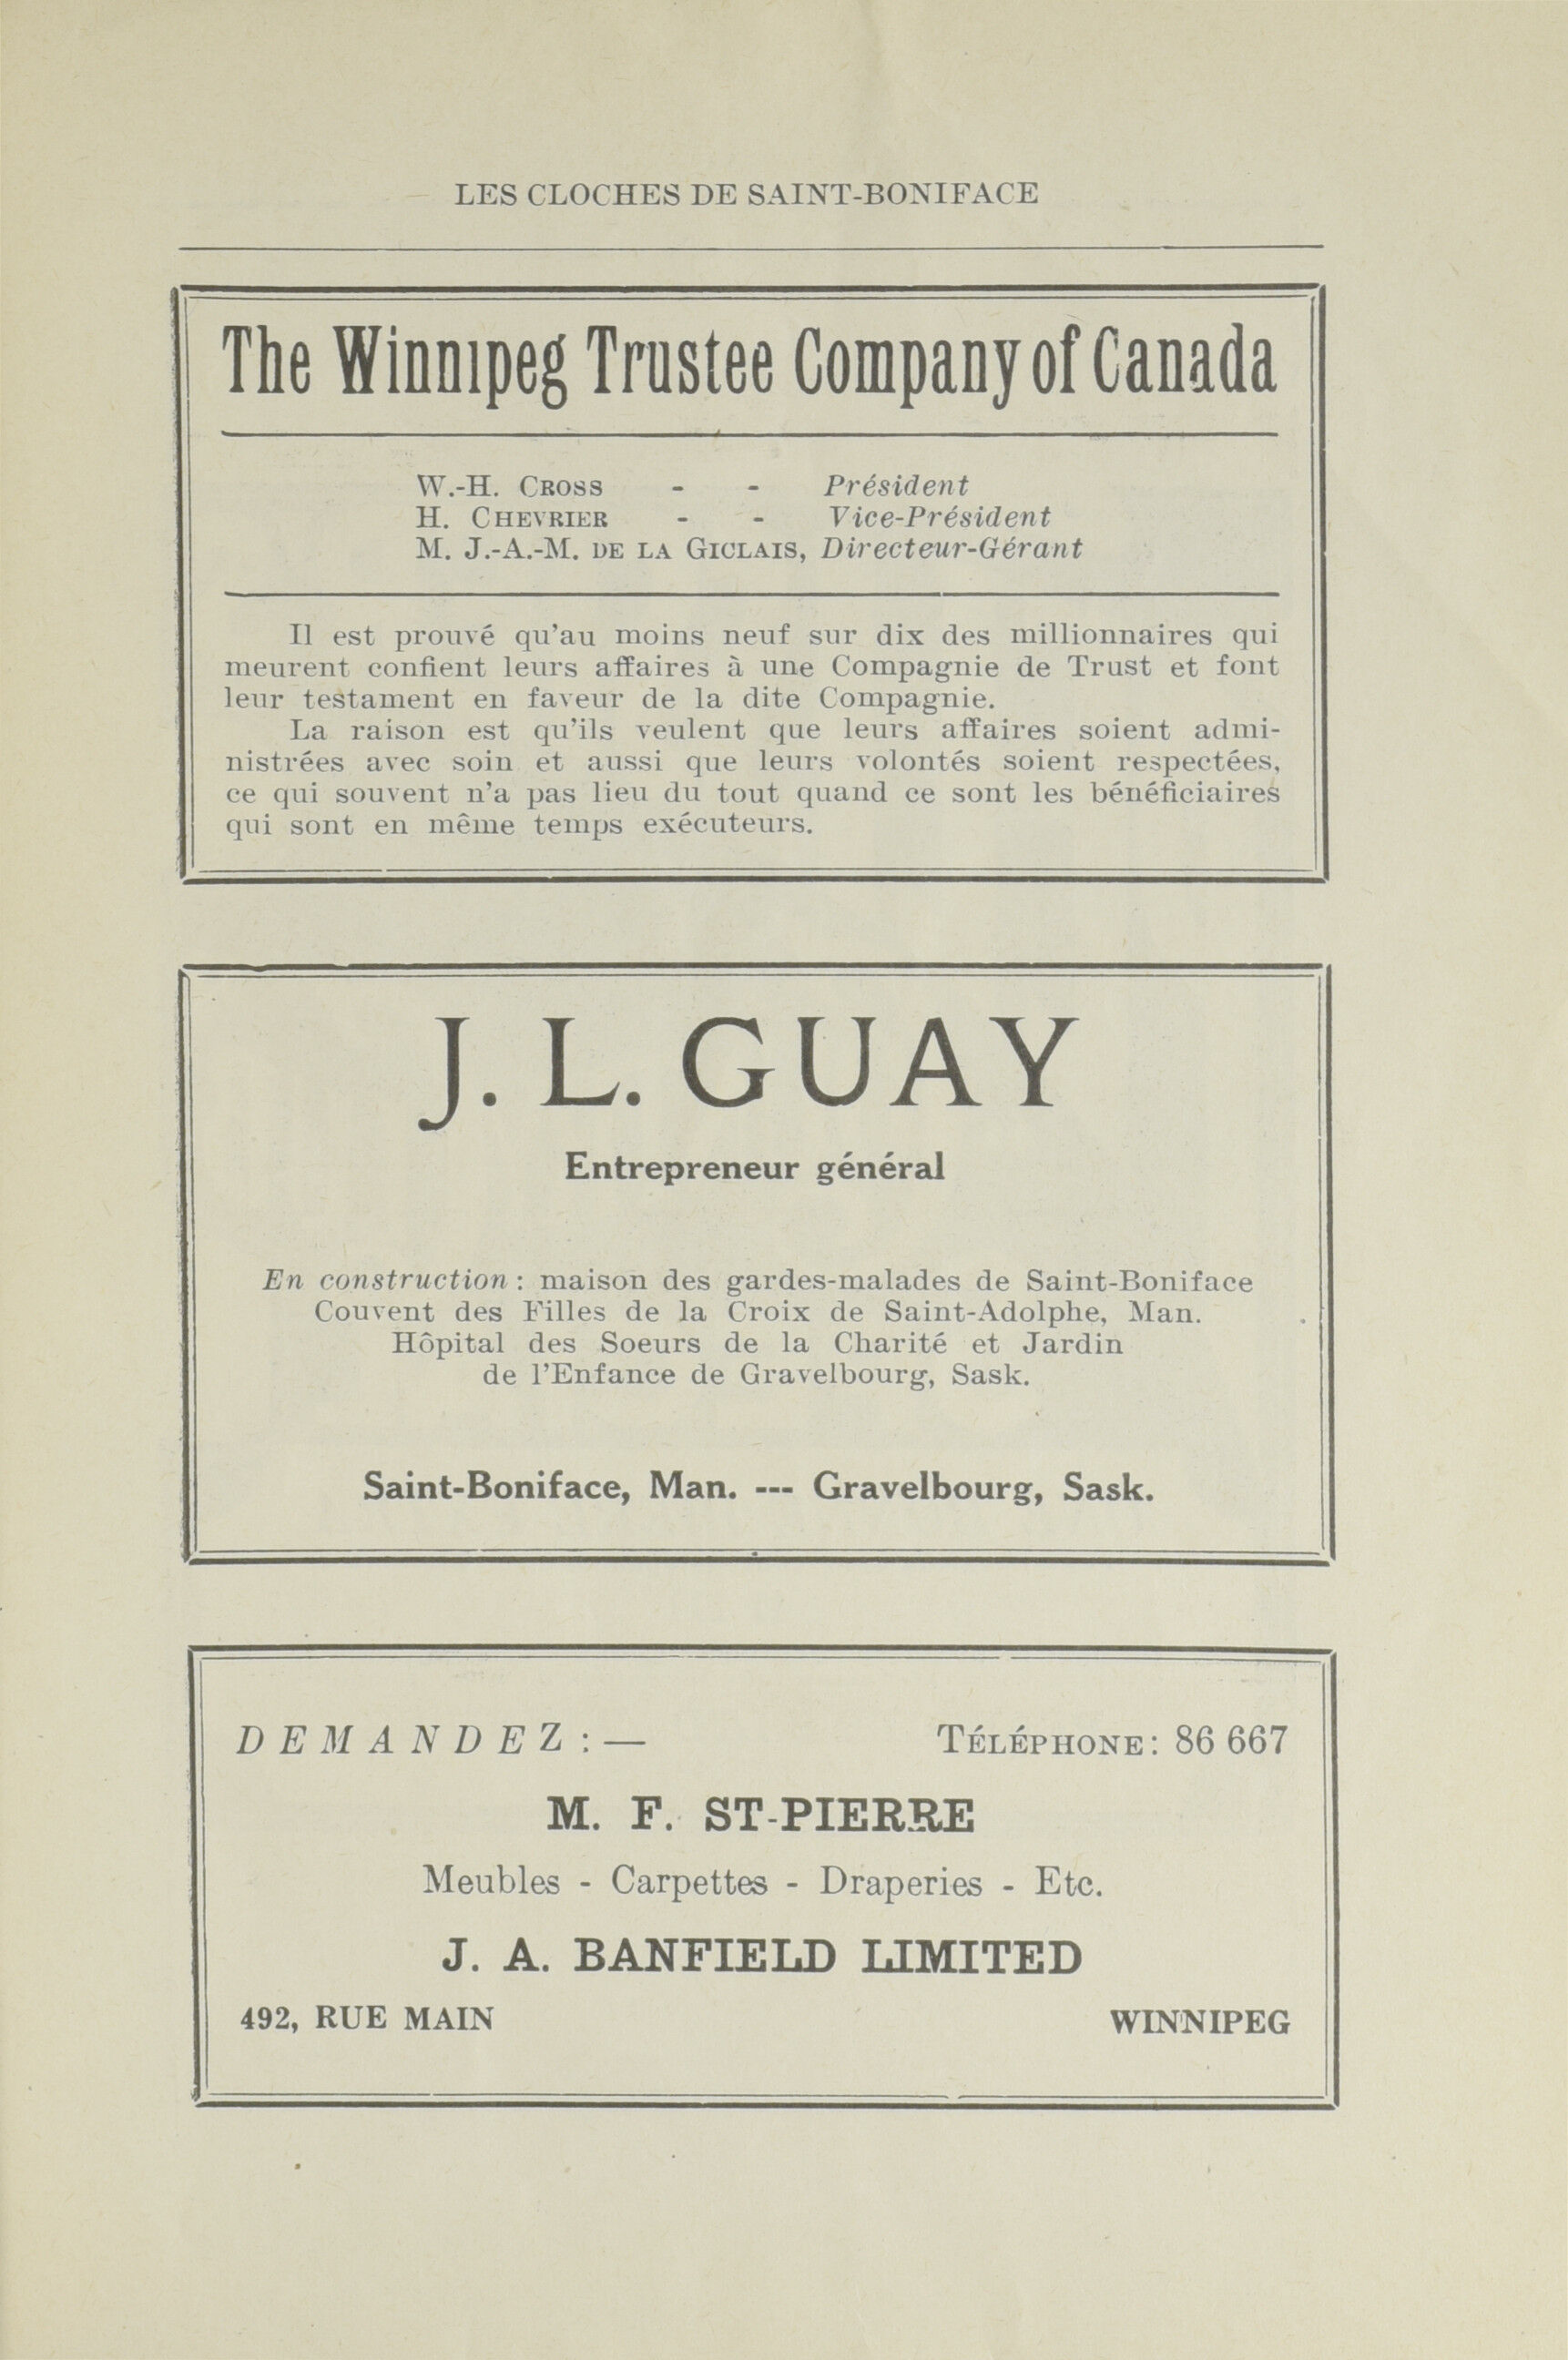 LES CLOCHES DE SAINT-BONIFACE
The Winnipeg Trustee Company of Canada
W.-H. CROSS - - Président
H. CHEVRIER - - Vice-Président
M. J.-A.-M. DE LA GICLAIS, Directeur-Gérant
Il est prouvé qu'au moins neuf sur dix des millionnaires qui
meurent confient leurs affaires à une Compagnie de Trust et font
leur testament en faveur de la dite Compagnie.
La raison est qu'ils veulent que leurs affaires soient admi-
nistrées avec soin et aussi que leurs volontés soient respectées,
ce qui souvent n'a pas lieu du tout quand ce sont les bénéficiaires
qui sont en même temps exécuteurs.
J. L. GUAY
Entrepreneur général
En construction: maison des gardes-malades de Saint-Boniface
Couvent des Filles de la Croix de Saint-Adolphe, Man.
Hôpital des Soeurs de la Charité et Jardin
de l'Enfance de Gravelbourg, Sask.
Saint-Boniface, Man. --- Gravelbourg, Sask.
DEMANDEZ:— TÉLÉPHONE: 86 667
M. F. ST-PIERRE
Meubles - Carpettes - Draperies - Etc.
J. A. BANFIELD LIMITED
492, RUE MAIN WINNIPEG